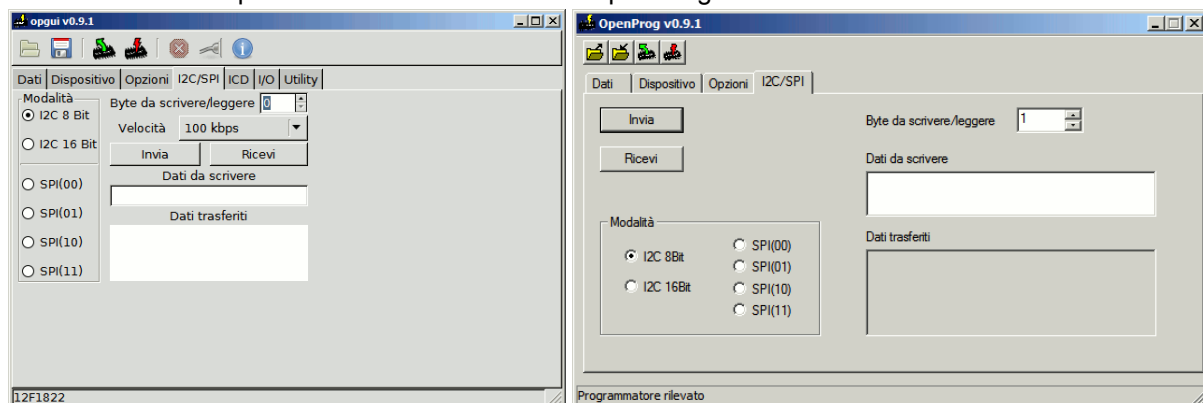 opgui v0.9.1
Dati Dispositivo Opzioni I2C/SPI ICD I/O Utility
Modalità
I2C 8 Bit
I2C 16 Bit
SPI(00)
SPI(01)
SPI(10)
SPI(11)
Byte da scrivere/leggere 0
Velocità 100 kbps
Invia Ricevi
Dati da scrivere
Dati trasferiti
12F1822
OpenProg v0.9.1
Dati Dispositivo Opzioni I2C/SPI
Invia
Ricevi
Byte da scrivere/leggere 1
Dati da scrivere
Modalità
I2C 8Bit
I2C 16Bit
SPI(00)
SPI(01)
SPI(10)
SPI(11)
Dati trasferiti
Programmatore rilevato